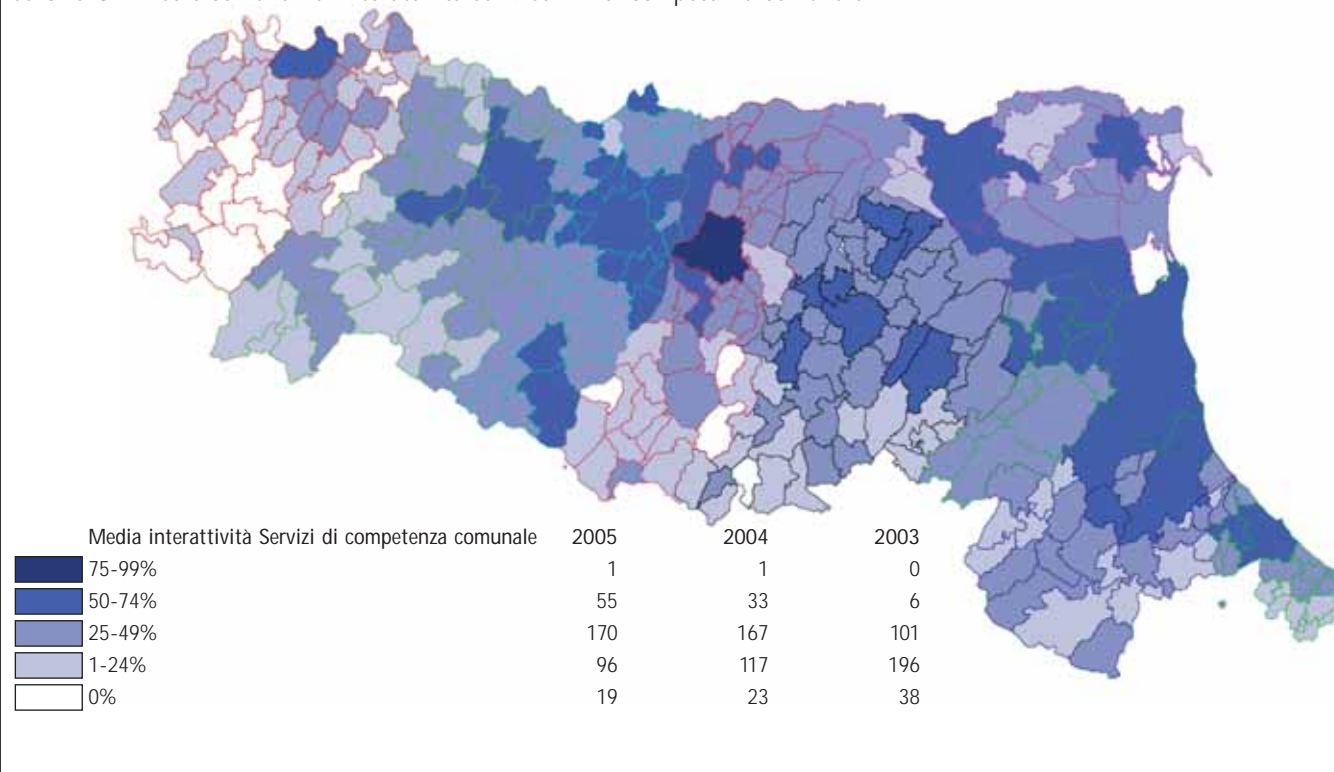 Media interattività Servizi di competenza comunale 2005 2004 2003
75-99% 1 1 0
50-74% 55 33 6
25-49% 170 167 101
1-24% 96 117 196
0% 19 23 38